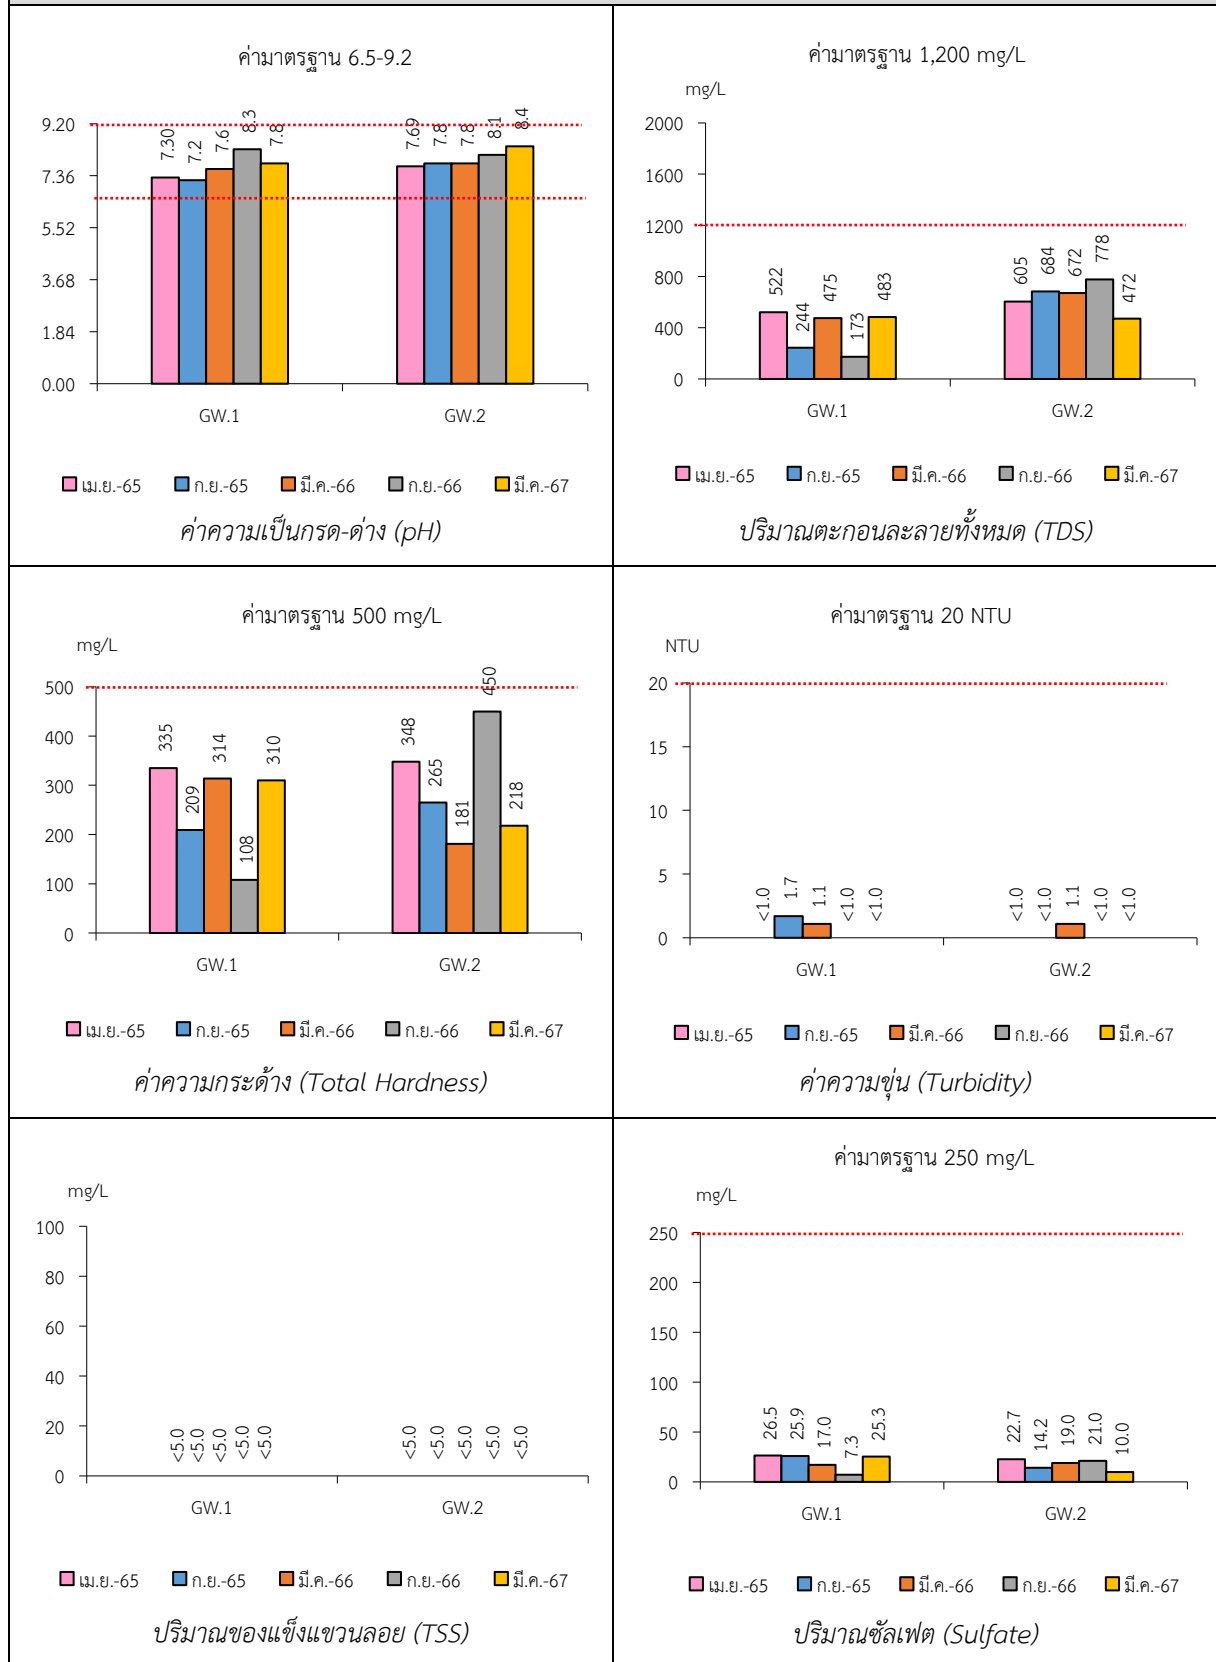 ค่ามาตรฐาน 6.5-9.2
9.20
7.36
5.52
3.68
1.84
0.00
7.30
7.2
7.6
8.3
7.8
7.69
7.8
7.8
8.1
8.4
GW.1
GW.2
เม.ย.-65 ก.ย.-65 มี.ค.-66 ก.ย.-66 มี.ค.-67
ค่าความเป็นกรด-ด่าง (pH)
ค่ามาตรฐาน 1,200 mg/L
mg/L
2000
1600
1200
800
400
0
522
244
475
173
483
605
684
672
778
472
GW.1
GW.2
เม.ย.-65 ก.ย.-65 มี.ค.-66 ก.ย.-66 มี.ค.-67
ปริมาณตะกอนละลายทั้งหมด (TDS)
ค่ามาตรฐาน 500 mg/L
mg/L
500
400
300
200
100
0
335
209
314
108
310
348
265
181
450
218
GW.1
GW.2
เม.ย.-65 ก.ย.-65 มี.ค.-66 ก.ย.-66 มี.ค.-67
ค่าความกระด้าง (Total Hardness)
ค่ามาตรฐาน 20 NTU
NTU
20
15
10
5
0
<1.0
1.7
1.1
<1.0
<1.0
<1.0
<1.0
1.1
<1.0
<1.0
GW.1
GW.2
เม.ย.-65 ก.ย.-65 มี.ค.-66 ก.ย.-66 มี.ค.-67
ค่าความขุ่น (Turbidity)
mg/L
100
80
60
40
20
0
<5.0
<5.0
<5.0
<5.0
<5.0
<5.0
<5.0
<5.0
<5.0
<5.0
GW.1
GW.2
เม.ย.-65 ก.ย.-65 มี.ค.-66 ก.ย.-66 มี.ค.-67
ปริมาณของแข็งแขวนลอย (TSS)
ค่ามาตรฐาน 250 mg/L
mg/L
250
200
150
100
50
0
26.5
25.9
17.0
7.3
25.3
22.7
14.2
19.0
21.0
10.0
GW.1
GW.2
เม.ย.-65 ก.ย.-65 มี.ค.-66 ก.ย.-66 มี.ค.-67
ปริมาณซัลเฟต (Sulfate)